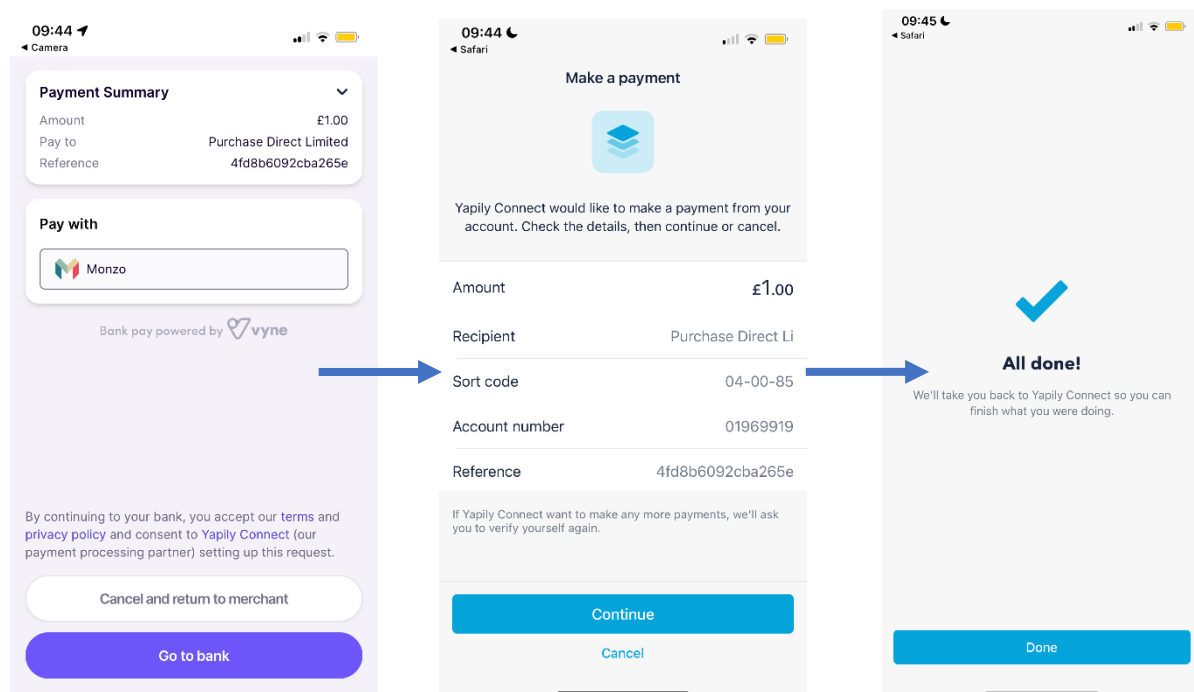 09:44
◀ Camera
Payment Summary
Amount £1.00
Pay to Purchase Direct Limited
Reference 4fd8b6092cba265e
Pay with
Monzo
Bank pay powered by vyne
By continuing to your bank, you accept our terms and
privacy policy and consent to Yapily Connect (our
payment processing partner) setting up this request.
Cancel and return to merchant
Go to bank
09:44
◀ Safari
Make a payment
Yapily Connect would like to make a payment from your
account. Check the details, then continue or cancel.
Amount £1.00
Recipient Purchase Direct Li
Sort code 04-00-85
Account number 01969919
Reference 4fd8b6092cba265e
If Yapily Connect want to make any more payments, we'll ask
you to verify yourself again.
Continue
Cancel
09:45
◀ Safari
All done!
We'll take you back to Yapily Connect so you can
finish what you were doing.
Done